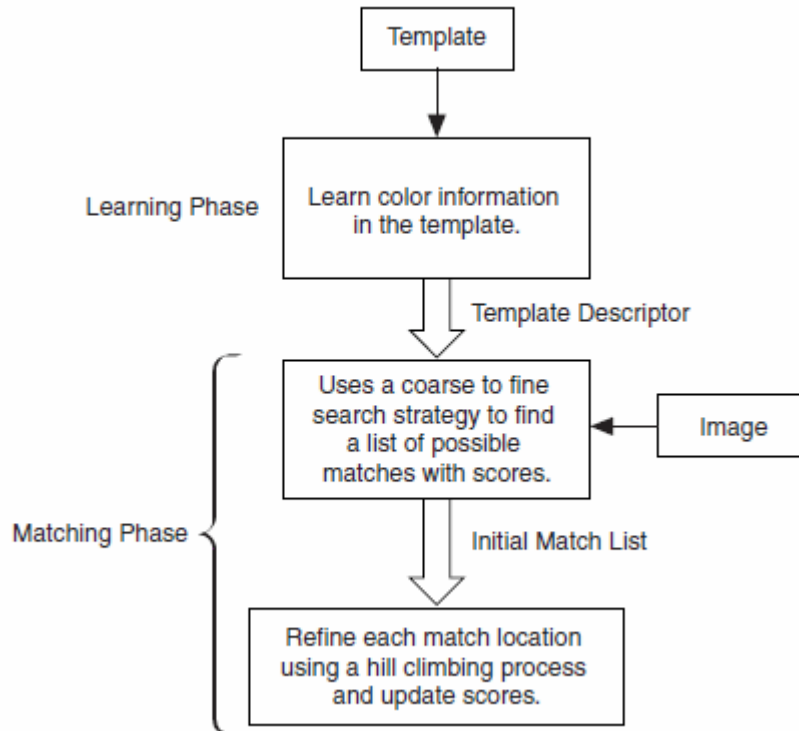 Template
Learning Phase
Learn color information
in the template.
Template Descriptor
Uses a coarse to fine
search strategy to find
a list of possible
matches with scores.
Image
Matching Phase
Initial Match List
Refine each match location
using a hill climbing process
and update scores.